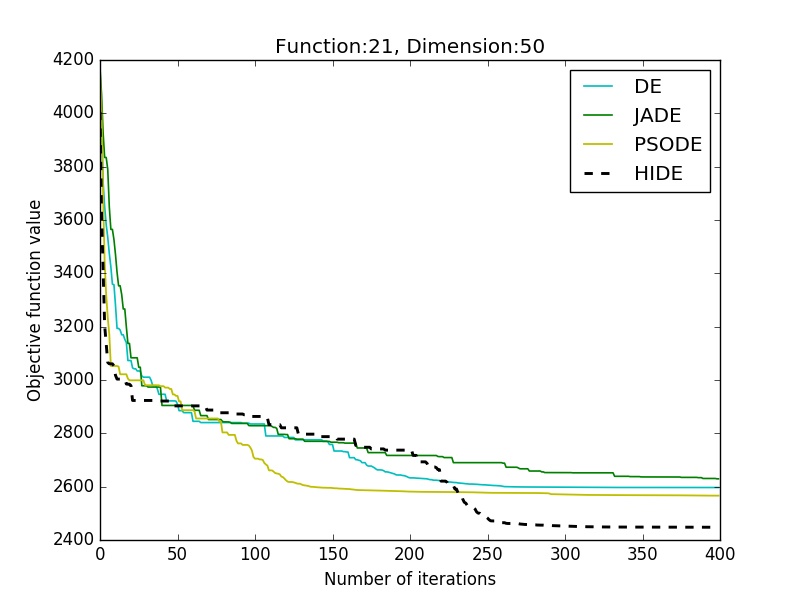 Function:21, Dimension:50
4200
4000
3800
3600
3400
3200
3000
2800
2600
2400
Objective function value
DE
JADE
PSODE
HIDE
0 50 100 150 200 250 300 350 400
Number of iterations